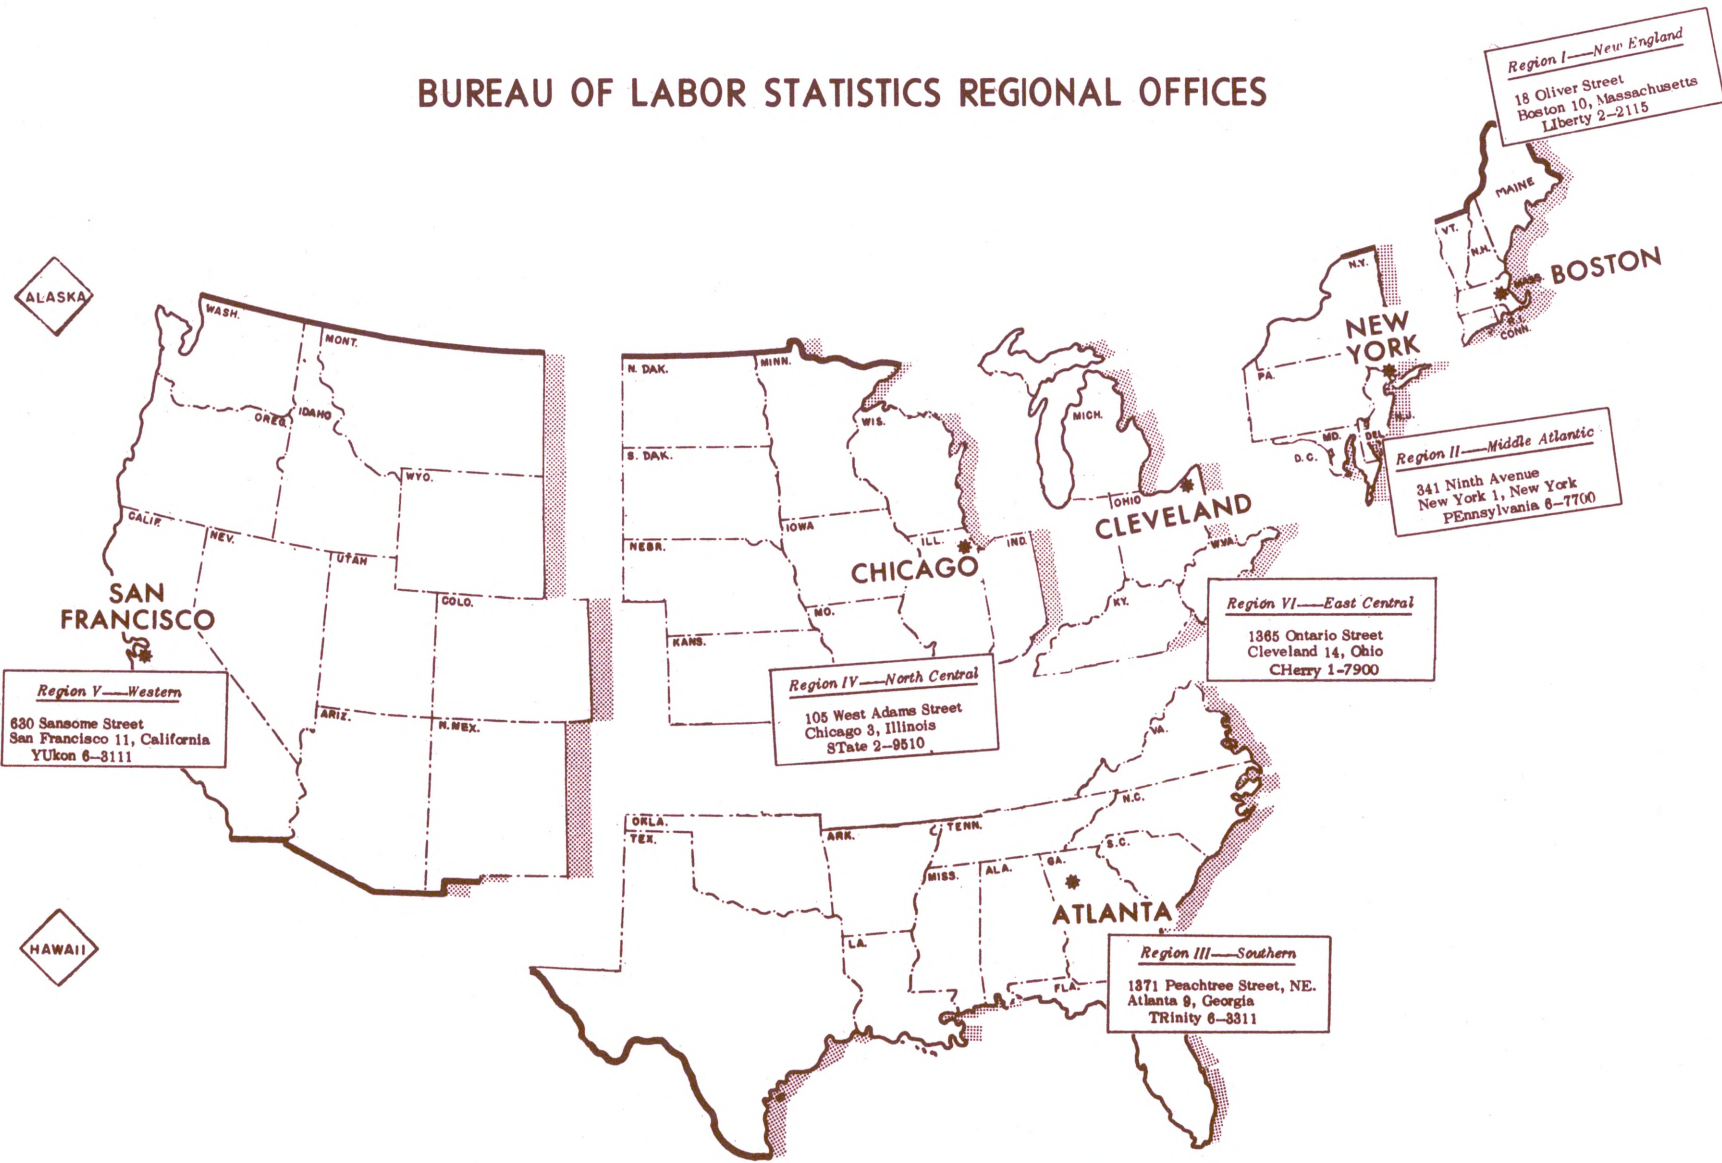 BUREAU OF LABOR STATISTICS REGIONAL OFFICES
Region I—New England
18 Oliver Street
Boston 10, Massachusetts
LIberty 2-2115
MAINE
VT.
N.H.
MASS.
BOSTON
R.I.
CONN.
N.Y.
NEW
YORK
PA.
N.J.
MD.
DEL.
D.C.
Region II—Middle Atlantic
341 Ninth Avenue
New York 1, New York
PEnnsylvania 6-7700
ALASKA
WASH.
MONT.
OREG.
IDAHO
WYO.
CALIF.
NEV.
UTAH
COLO.
SAN
FRANCISCO
ARIZ.
N.MEX.
Region V—Western
630 Sansome Street
San Francisco 11, California
YUkon 6-3111
HAWAII
N. DAK.
MINN.
WIS.
S. DAK.
IOWA
NEBR.
ILL.
IND.
CHICAGO
MO.
KANS.
Region IV—North Central
105 West Adams Street
Chicago 3, Illinois
STate 2-9510
MICH.
OHIO
CLEVELAND
W.VA.
KY.
Region VI—East Central
1365 Ontario Street
Cleveland 14, Ohio
CHerry 1-7900
VA.
N.C.
OKLA.
TEX.
ARK.
TENN.
MISS.
ALA.
GA.
S.C.
ATLANTA
LA.
FLA.
Region III—Southern
1371 Peachtree Street, NE.
Atlanta 9, Georgia
TRinity 6-3311